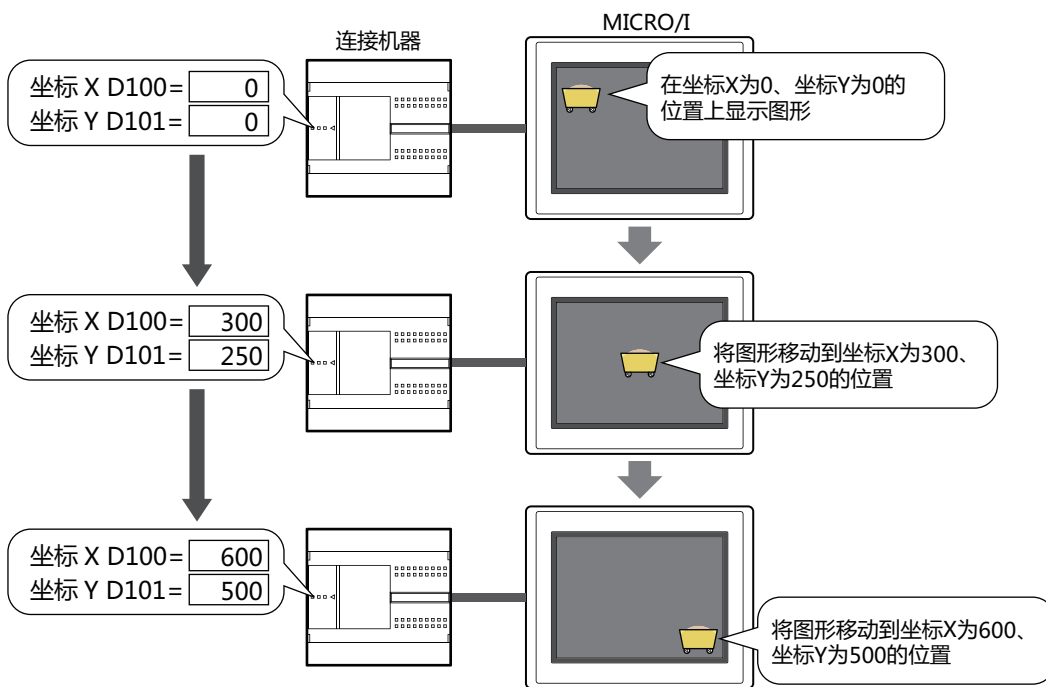 MICRO/I
连接机器
坐标 X D100= 0
坐标 Y D101= 0
在坐标X为0、坐标Y为0的
位置上显示图形
坐标 X D100= 300
坐标 Y D101= 250
将图形移动到坐标X为300、
坐标Y为250的位置
坐标 X D100= 600
坐标 Y D101= 500
将图形移动到坐标X为600、
坐标Y为500的位置